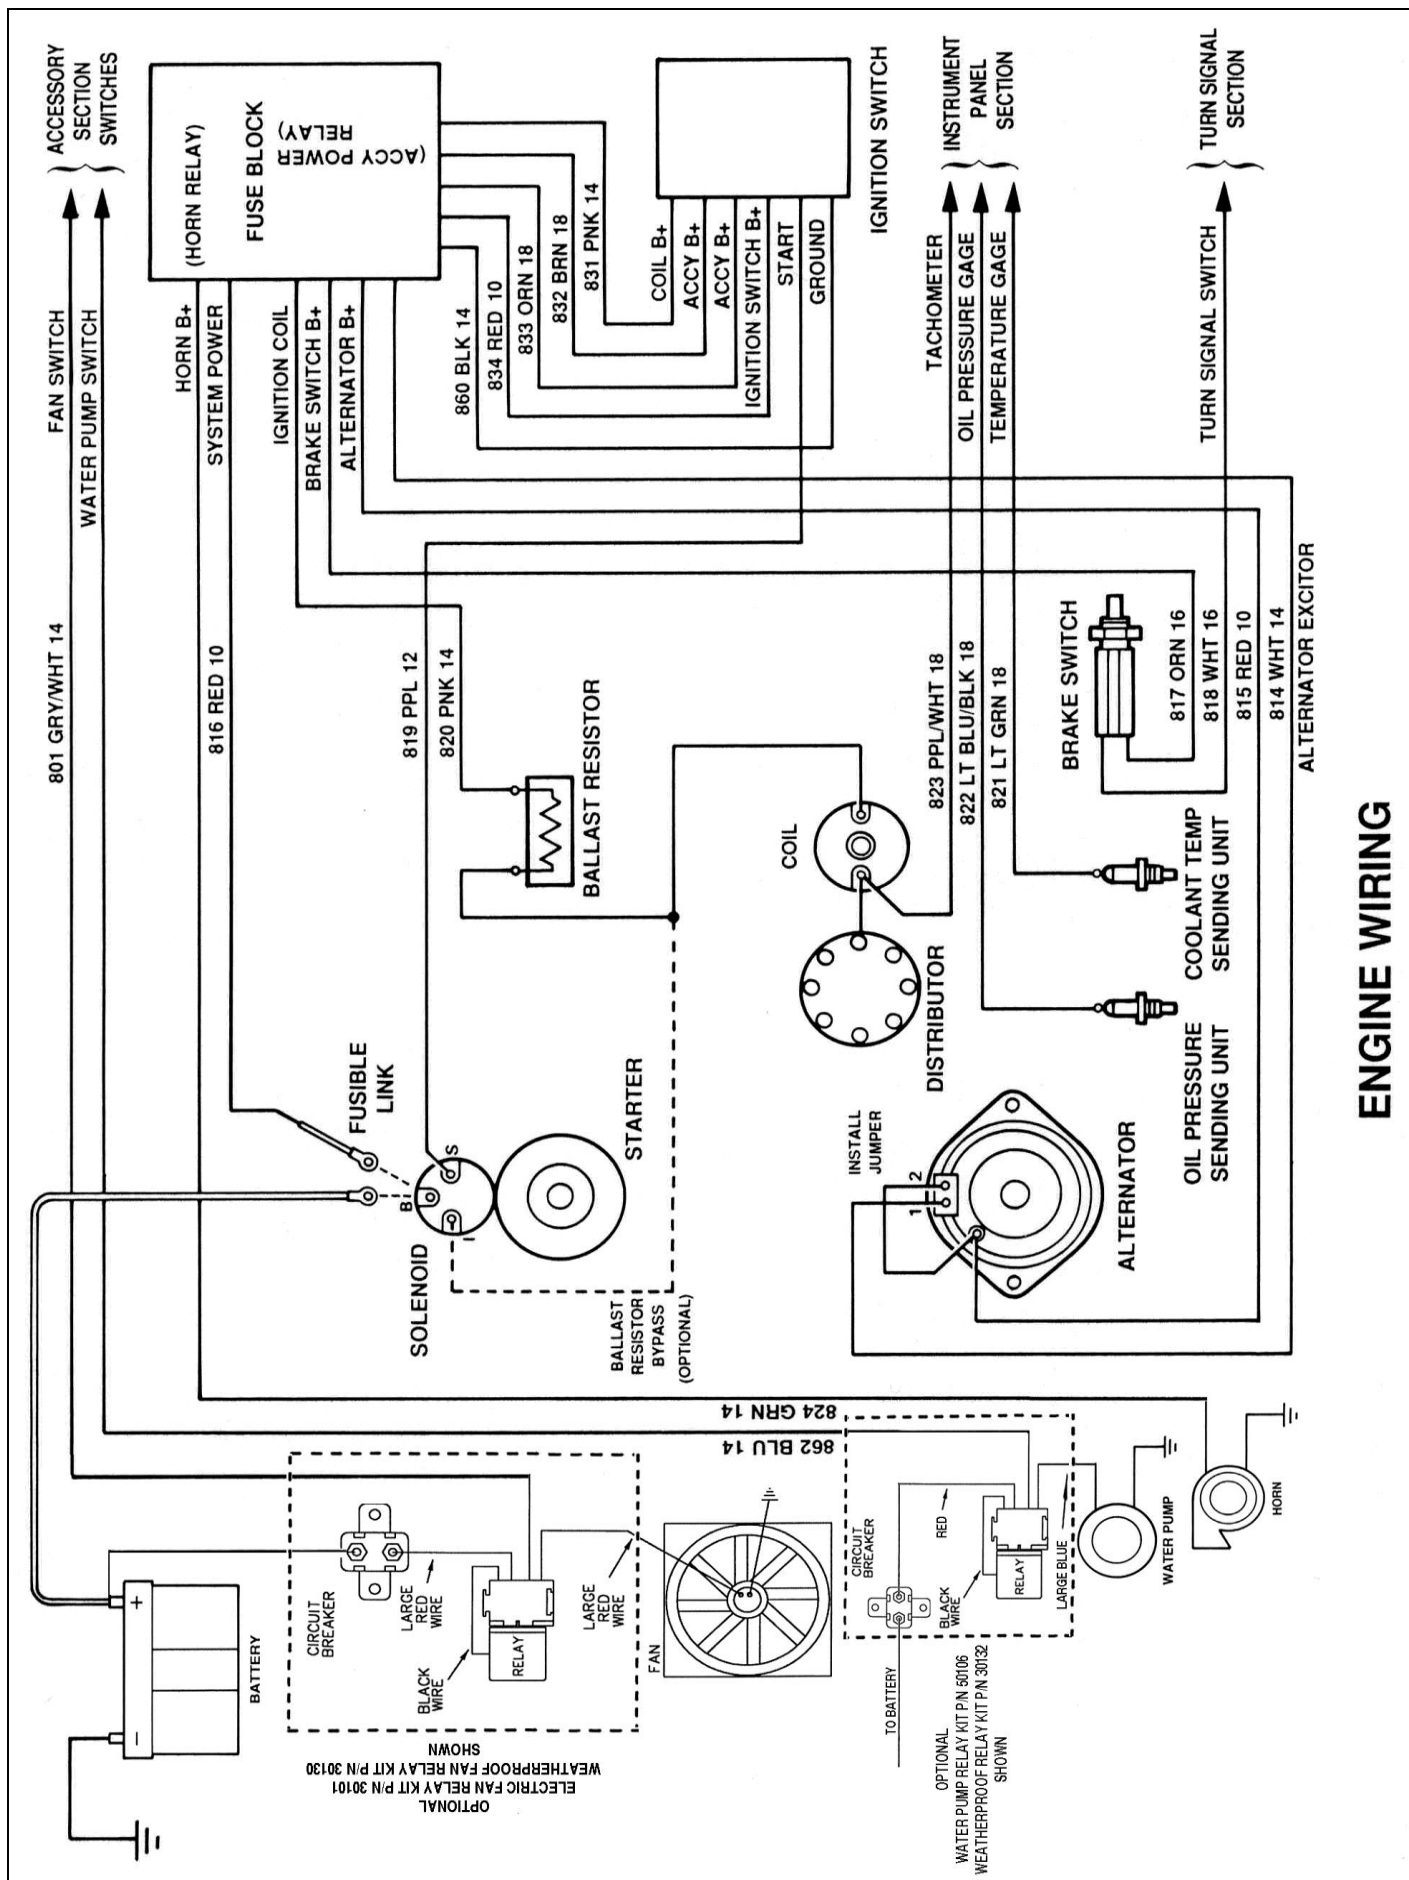 ACCESSORY
SECTION
SWITCHES
FAN SWITCH
WATER PUMP SWITCH
801 GRY/WHT 14
(HORN RELAY)
FUSE BLOCK
(ACCY POWER
RELAY)
HORN B+
SYSTEM POWER
IGNITION COIL
BRAKE SWITCH B+
ALTERNATOR B+
816 RED 10
860 BLK 14
834 RED 10
833 ORN 18
832 BRN 18
831 PNK 14
COIL B+
ACCY B+
ACCY B+
IGNITION SWITCH B+
START
GROUND
IGNITION SWITCH
INSTRUMENT
PANEL
SECTION
TACHOMETER
OIL PRESSURE GAGE
TEMPERATURE GAGE
TURN SIGNAL
SECTION
TURN SIGNAL SWITCH
819 PPL 12
820 PNK 14
BALLAST RESISTOR
COIL
823 PPL/WHT 18
822 LT BLU/BLK 18
821 LT GRN 18
BRAKE SWITCH
817 ORN 16
818 WHT 16
815 RED 10
814 WHT 14
ALTERNATOR EXCITOR
FUSIBLE
LINK
S
B
I
SOLENOID
STARTER
BALLAST
RESISTOR
BYPASS
(OPTIONAL)
DISTRIBUTOR
COOLANT TEMP
SENDING UNIT
OIL PRESSURE
SENDING UNIT
INSTALL
JUMPER
1 2
ALTERNATOR
824 GRN 14
862 BLU 14
+
-
BATTERY
CIRCUIT
BREAKER
LARGE
RED
WIRE
BLACK
WIRE
RELAY
LARGE
RED
WIRE
FAN
OPTIONAL
ELECTRIC FAN RELAY KIT P/N 30101
WEATHERPROOF FAN RELAY KIT P/N 30130
SHOWN
CIRCUIT
BREAKER
RED
BLACK
WIRE
RELAY
LARGE BLUE
TO BATTERY
WATER PUMP
HORN
OPTIONAL
WATER PUMP RELAY KIT P/N 50106
WEATHERPROOF RELAY KIT P/N 30132
SHOWN
ENGINE WIRING